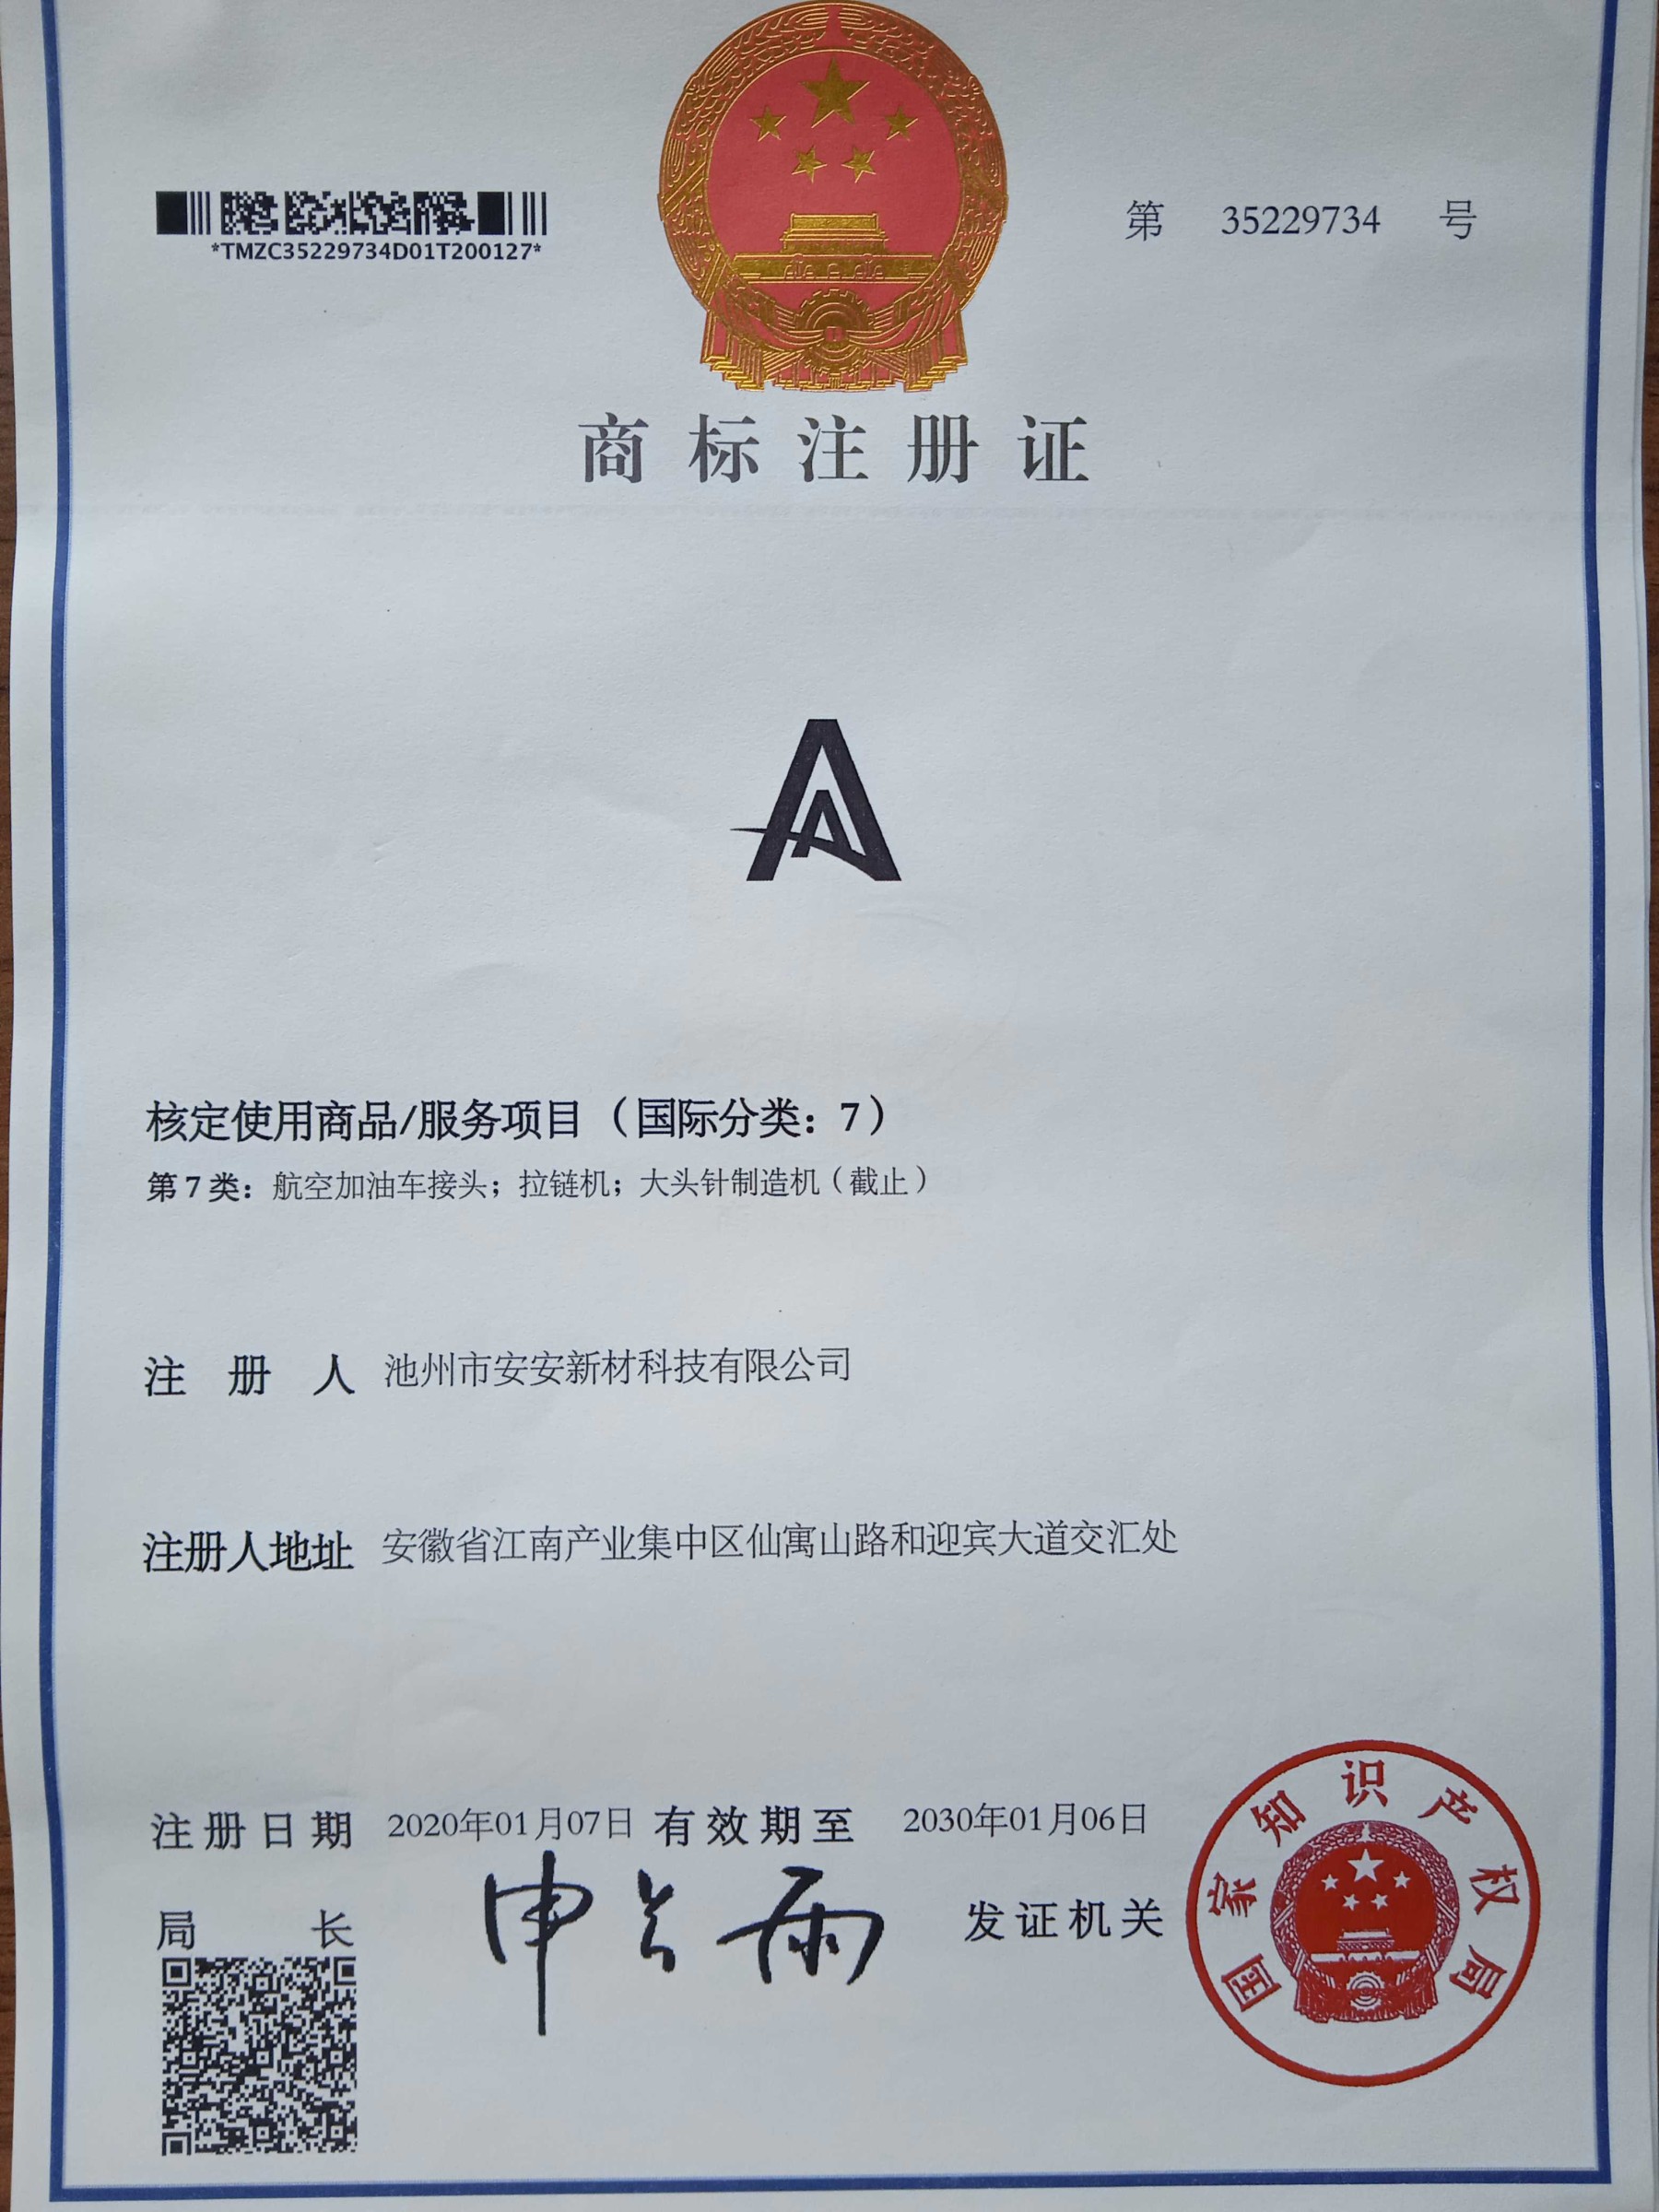 *TMZC35229734D01T200127*
第 35229734 号
商标注册证
A
核定使用商品/服务项目（国际分类：7）
第7类：航空加油车接头；拉链机；大头针制造机（截止）
注册人 池州市安安新材科技有限公司
注册人地址 安徽省江南产业集中区仙寓山路和迎宾大道交汇处
注册日期 2020年01月07日 有效期至 2030年01月06日
局长 申长雨 发证机关
国家知识产权局